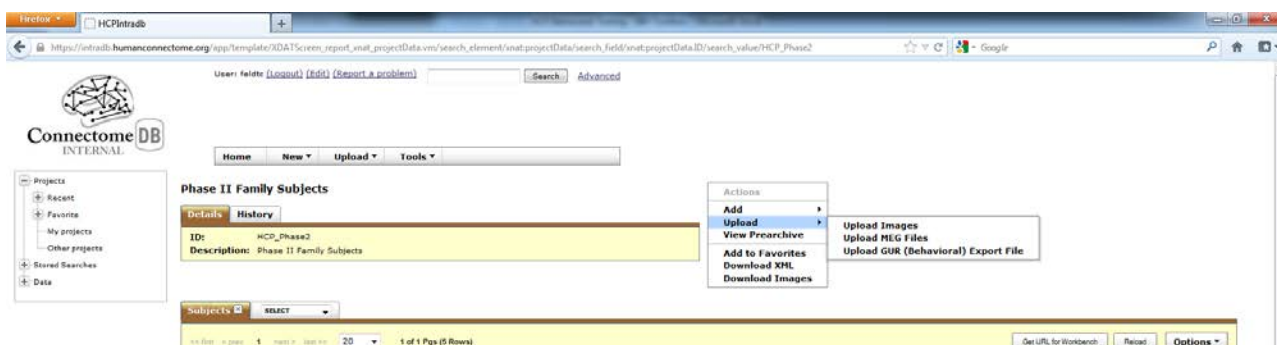 Firefox
HCPIntradb
https://intradb.humanconnectome.org/app/template/XDATScreen_report_xnat_projectData.vm/search_element/xnat:projectData/search_field/xnat:projectData.ID/search_value/HCP_Phase2
Google
User: feldte (Logout) (Edit) (Report a problem) Search Advanced
Connectome DB
INTERNAL
Home New Upload Tools
Projects
Recent
Favorite
My projects
Other projects
Stored Searches
Data
Phase II Family Subjects
Details History
ID: HCP_Phase2
Description: Phase II Family Subjects
Actions
Add
Upload
View Prearchive
Add to Favorites
Download XML
Download Images
Upload Images
Upload MEG Files
Upload GUR (Behavioral) Export File
Subjects SELECT
<< first < prev 1 next > last >> 20 1 of 1 Pgs (5 Rows) Get URL for Workbench Reload Options